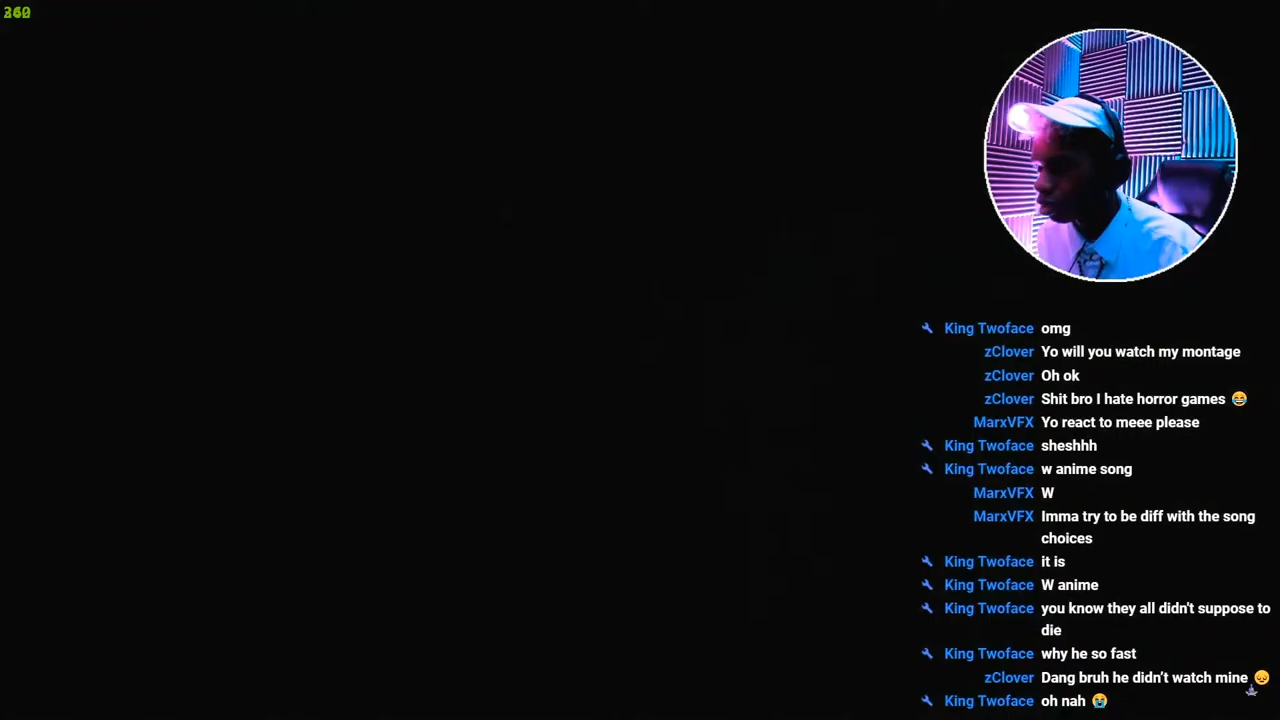 King Twoface omg
zClover Yo will you watch my montage
zClover Oh ok
zClover Shit bro I hate horror games 😂
MarxVFX Yo react to meee please
King Twoface sheshhh
King Twoface w anime song
MarxVFX W
MarxVFX Imma try to be diff with the song
choices
King Twoface it is
King Twoface W anime
King Twoface you know they all didn't suppose to
die
King Twoface why he so fast
zClover Dang bruh he didn't watch mine 😞
King Twoface oh nah 😭